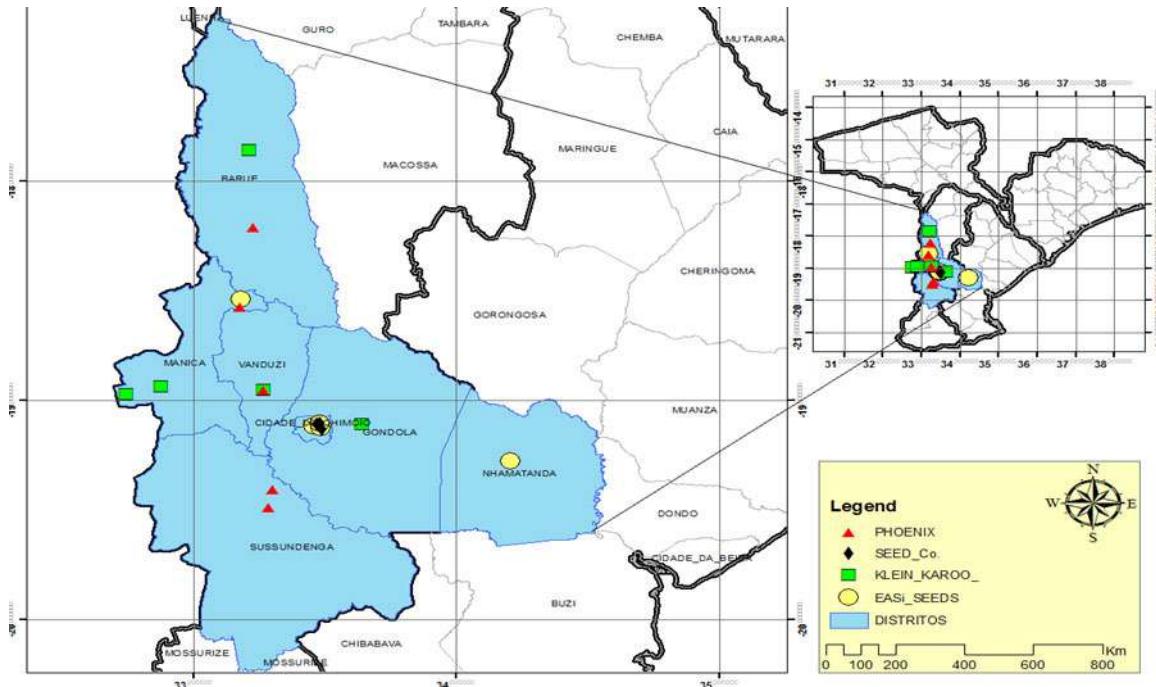 LUENHA
GURO
TAMBARA
CHEMBA
MUTARARA
CAIA
MARINGUE
MACOSSA
BARUE
CHERINGOMA
GORONGOSA
MANICA
VANDUZI
MUANZA
GONDOLA
NHAMATANDA
DONDO
CIDADE_DA_BEIRA
SUSSUNDENGA
BUZI
CHIBABAVA
MOSSURIZE
MOSSURIZE
-18
-19
-20
-18
-19
-20
33
34
35
31 32 33 34 35 36 37 38
-14
-15
-16
-17
-18
-19
-20
-21
31 32 33 34 35 36 37 38
N
W E
S
Legend
PHOENIX
SEED_Co.
KLEIN_KAROO_
EASi_SEEDS
DISTRITOS
0 100 200 400 600 800
Km